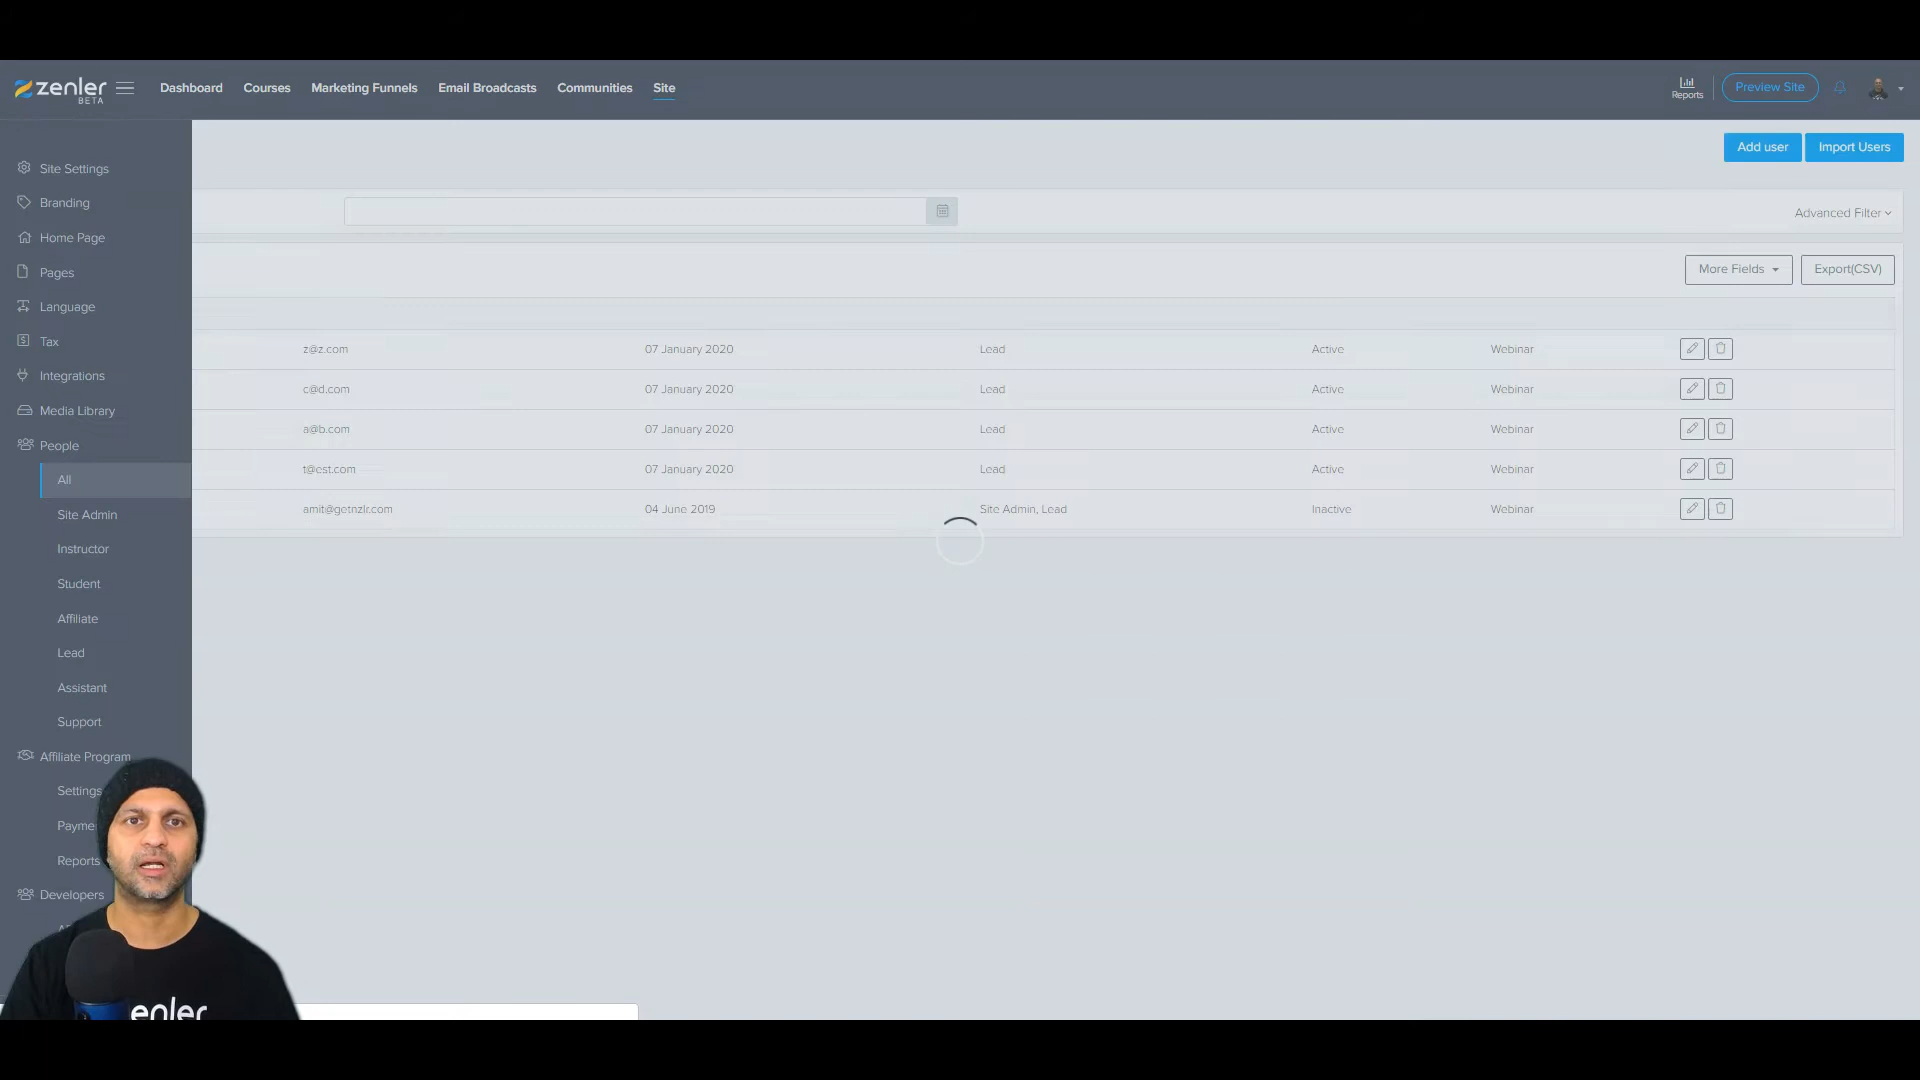 zenler
BETA
Dashboard
Courses
Marketing Funnels
Email Broadcasts
Communities
Site
Reports
Preview Site
Add user
Import Users
Site Settings
Branding
Home Page
Pages
Language
Tax
Integrations
Media Library
People
All
Site Admin
Instructor
Student
Affiliate
Lead
Assistant
Support
Affiliate Program
Settings
Payme
Reports
Developers
Advanced Filter
More Fields
Export(CSV)
z@z.com 07 January 2020 Lead Active Webinar
c@d.com 07 January 2020 Lead Active Webinar
a@b.com 07 January 2020 Lead Active Webinar
t@est.com 07 January 2020 Lead Active Webinar
amit@getnzlr.com 04 June 2019 Site Admin, Lead Inactive Webinar
enler